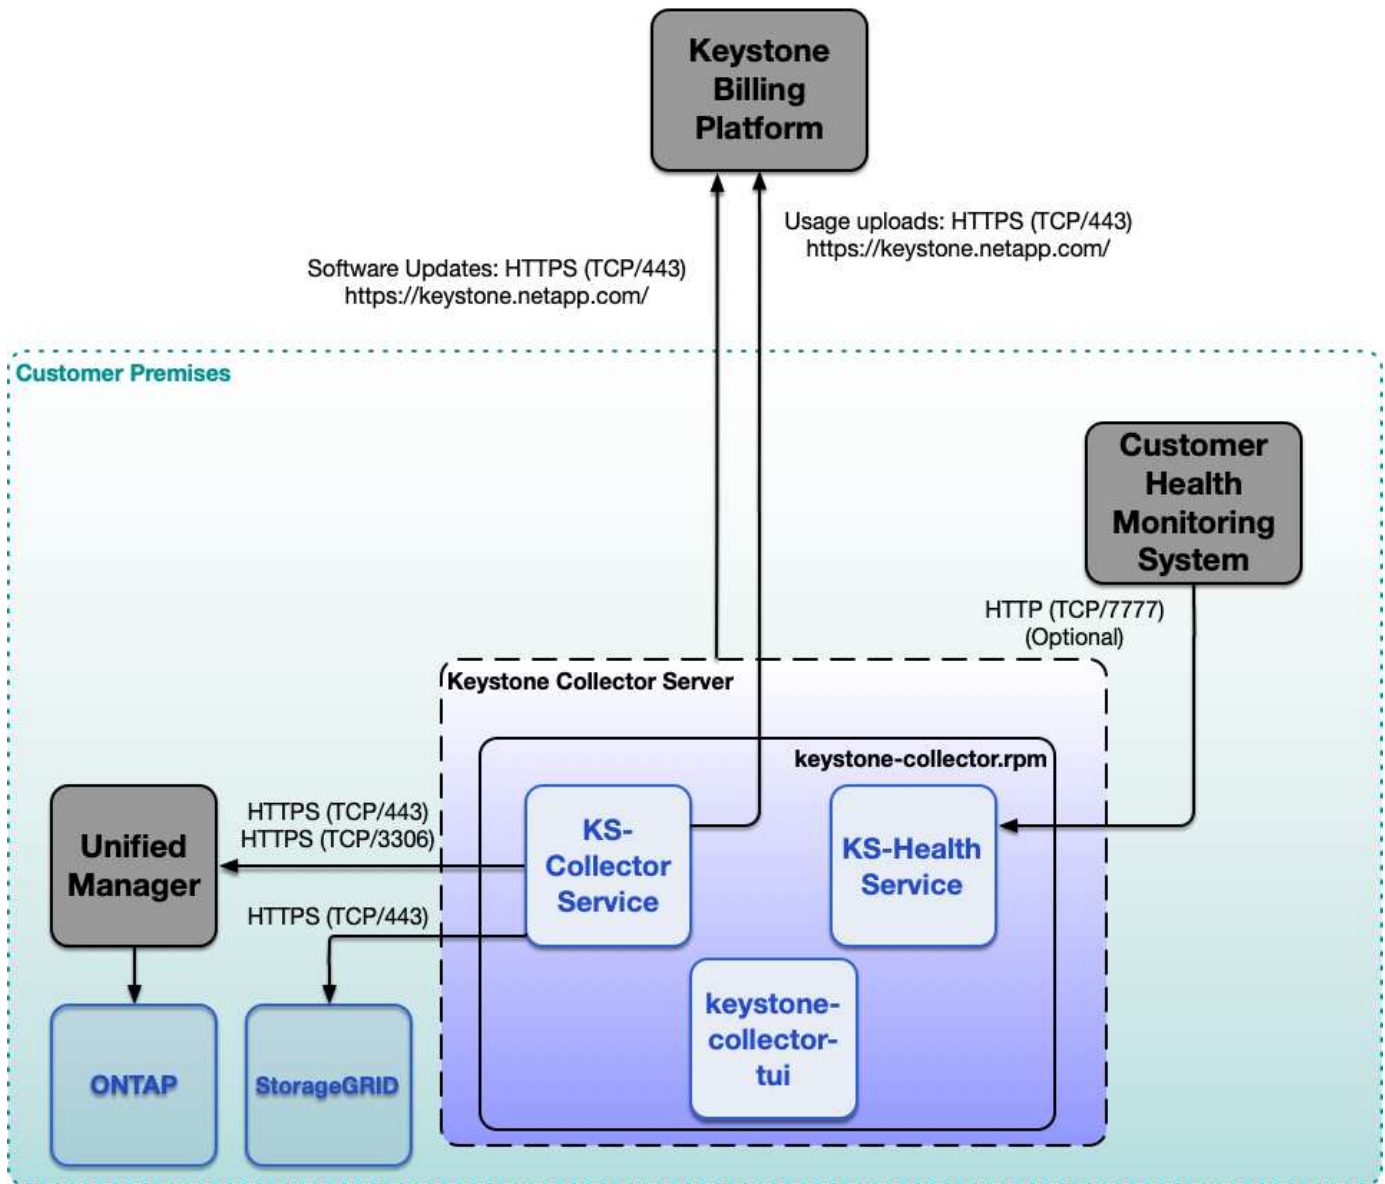 Keystone
Billing
Platform
Usage uploads: HTTPS (TCP/443)
https://keystone.netapp.com/
Software Updates: HTTPS (TCP/443)
https://keystone.netapp.com/
Customer Premises
Customer
Health
Monitoring
System
HTTP (TCP/7777)
(Optional)
Keystone Collector Server
keystone-collector.rpm
Unified
Manager
HTTPS (TCP/443)
HTTPS (TCP/3306)
HTTPS (TCP/443)
KS-
Collector
Service
KS-Health
Service
keystone-
collector-
tui
ONTAP
StorageGRID